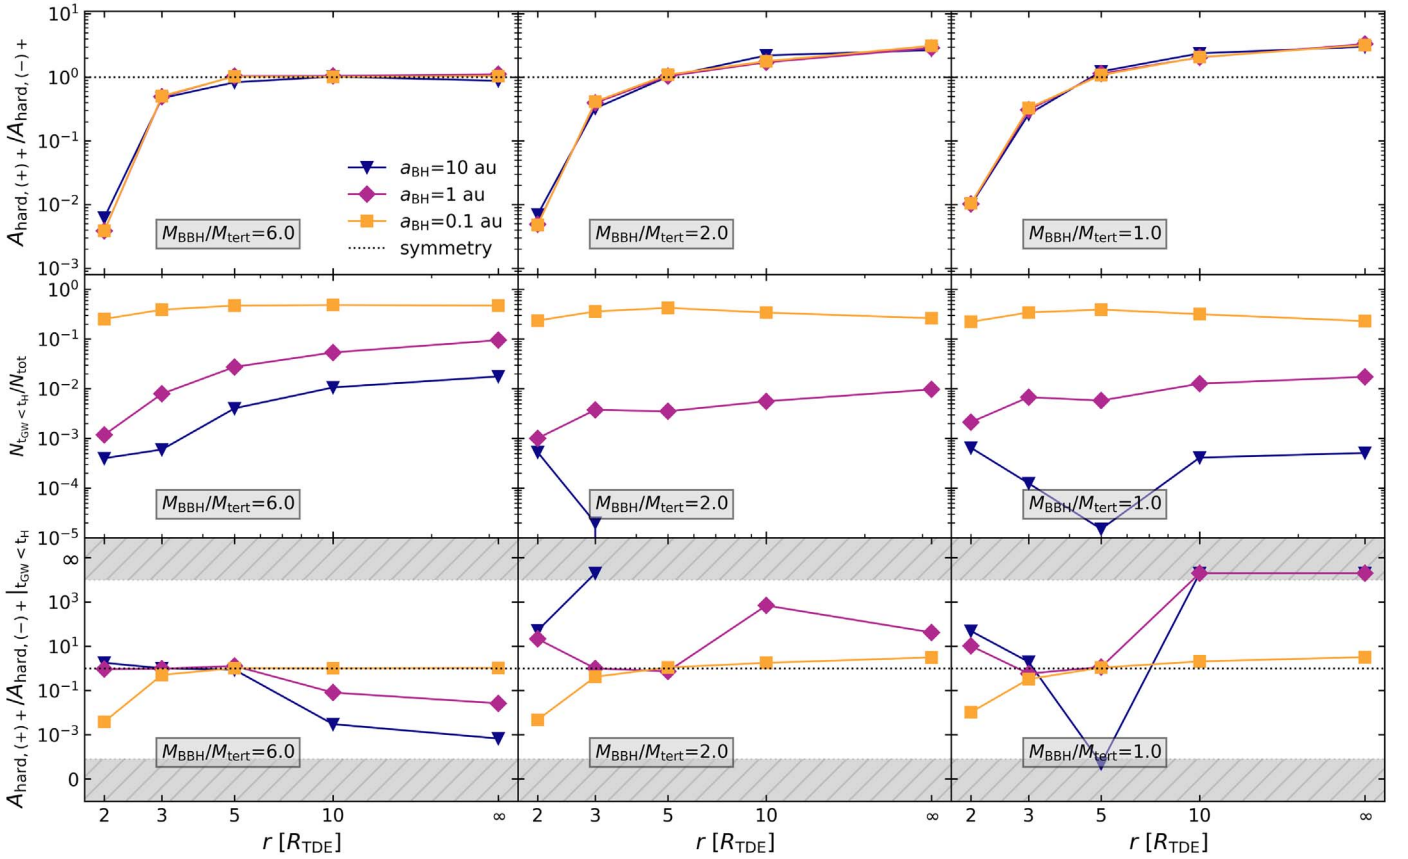 A_hard, (+) + /A_hard, (−) +
10^1
10^0
10^−1
10^−2
10^−3
a_BH=10 au
a_BH=1 au
a_BH=0.1 au
symmetry
M_BBH/M_tert=6.0
M_BBH/M_tert=2.0
M_BBH/M_tert=1.0
N_t_GW < t_H/N_tot
10^0
10^−1
10^−2
10^−3
10^−4
10^−5
M_BBH/M_tert=6.0
M_BBH/M_tert=2.0
M_BBH/M_tert=1.0
A_hard, (+) + /A_hard, (−) + |t_GW < t_H
∞
10^3
10^1
10^−1
10^−3
0
M_BBH/M_tert=6.0
M_BBH/M_tert=2.0
M_BBH/M_tert=1.0
2 3 5 10 ∞ 2 3 5 10 ∞ 2 3 5 10 ∞
r [R_TDE] r [R_TDE] r [R_TDE]